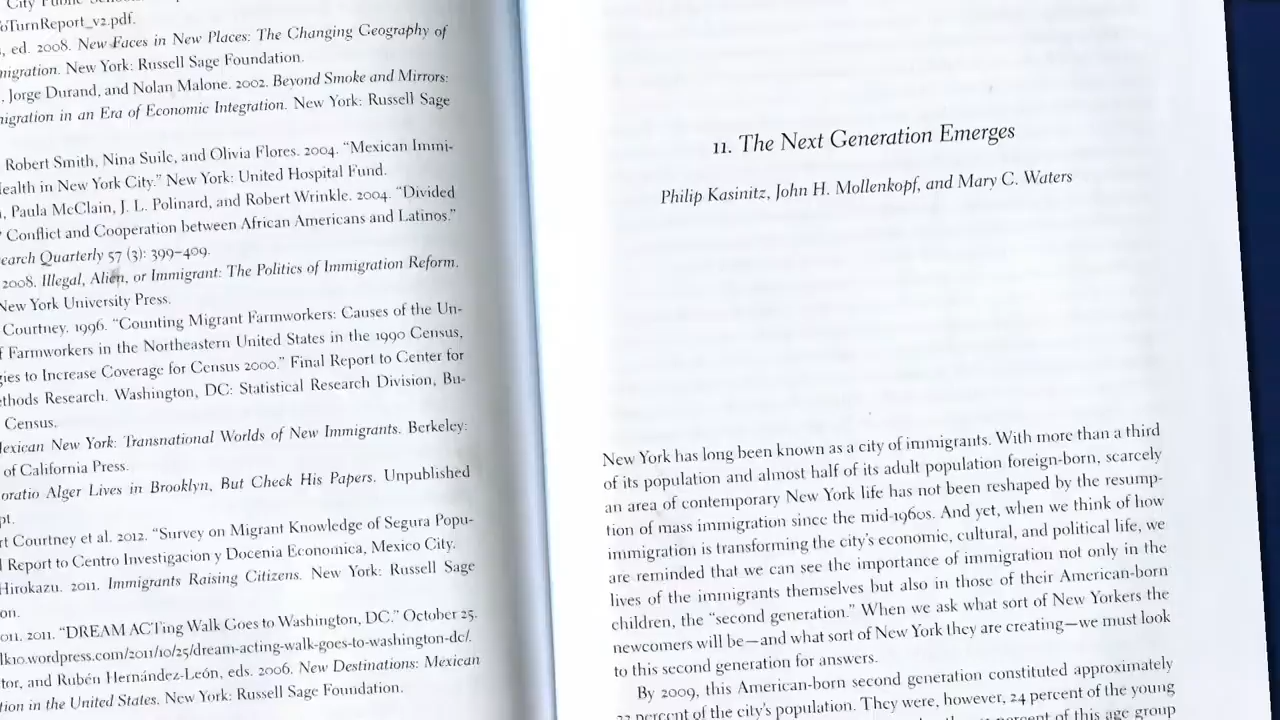 City Public
oTurnReport_v2.pdf.
, ed. 2008. New Faces in New Places: The Changing Geography of
migration. New York: Russell Sage Foundation.
, Jorge Durand, and Nolan Malone. 2002. Beyond Smoke and Mirrors:
igration in an Era of Economic Integration. New York: Russell Sage
Robert Smith, Nina Suilc, and Olivia Flores. 2004. “Mexican Immi-
ealth in New York City.” New York: United Hospital Fund.
, Paula McClain, J. L. Polinard, and Robert Wrinkle. 2004. “Divided
Conflict and Cooperation between African Americans and Latinos.”
earch Quarterly 57 (3): 399–409.
2008. Illegal, Alien, or Immigrant: The Politics of Immigration Reform.
New York University Press.
Courtney. 1996. “Counting Migrant Farmworkers: Causes of the Un-
f Farmworkers in the Northeastern United States in the 1990 Census,
gies to Increase Coverage for Census 2000.” Final Report to Center for
ethods Research. Washington, DC: Statistical Research Division, Bu-
Census.
Mexican New York: Transnational Worlds of New Immigrants. Berkeley:
of California Press.
oratio Alger Lives in Brooklyn, But Check His Papers. Unpublished
pt.
rt Courtney et al. 2012. “Survey on Migrant Knowledge of Segura Popu-
l Report to Centro Investigacion y Docenia Economica, Mexico City.
Hirokazu. 2011. Immigrants Raising Citizens. New York: Russell Sage
on.
on. 2011. “DREAM ACTing Walk Goes to Washington, DC.” October 25.
lk10.wordpress.com/2011/10/25/dream-acting-walk-goes-to-washington-dc/.
tor, and Rubén Hernández-León, eds. 2006. New Destinations: Mexican
tion in the United States. New York: Russell Sage Foundation.
11. The Next Generation Emerges
Philip Kasinitz, John H. Mollenkopf, and Mary C. Waters
New York has long been known as a city of immigrants. With more than a third
of its population and almost half of its adult population foreign-born, scarcely
an area of contemporary New York life has not been reshaped by the resump-
tion of mass immigration since the mid-1960s. And yet, when we think of how
immigration is transforming the city’s economic, cultural, and political life, we
are reminded that we can see the importance of immigration not only in the
lives of the immigrants themselves but also in those of their American-born
children, the “second generation.” When we ask what sort of New Yorkers the
newcomers will be—and what sort of New York they are creating—we must look
to this second generation for answers.
By 2009, this American-born second generation constituted approximately
percent of the city’s population. They were, however, 24 percent of the young
percent of this age group